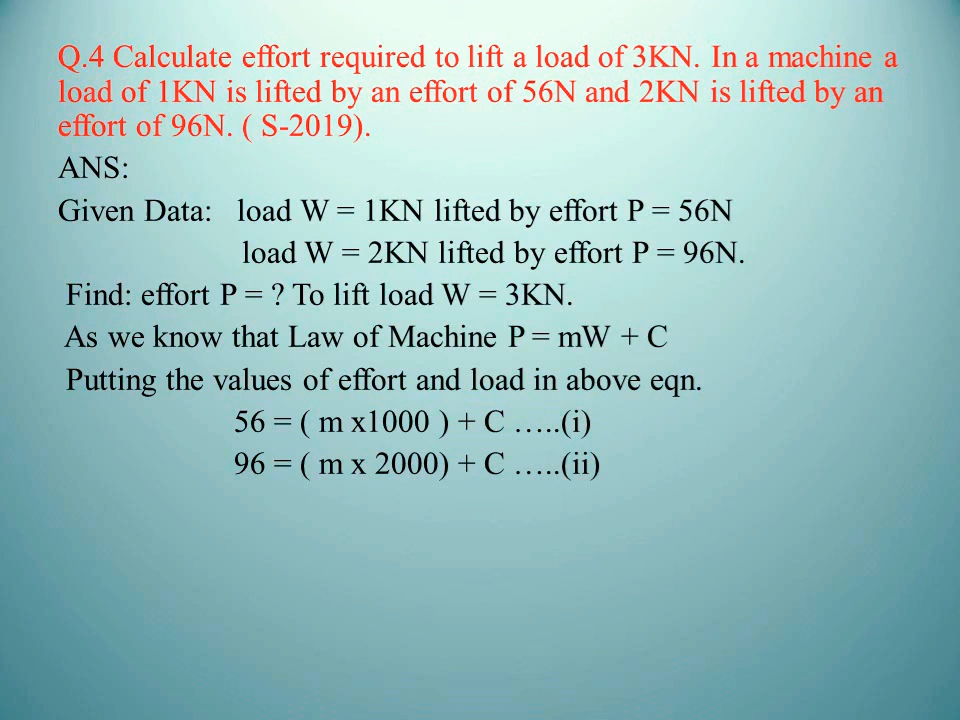 Q.4 Calculate effort required to lift a load of 3KN. In a machine a
load of 1KN is lifted by an effort of 56N and 2KN is lifted by an
effort of 96N. ( S-2019).
ANS:
Given Data: load W = 1KN lifted by effort P = 56N
load W = 2KN lifted by effort P = 96N.
Find: effort P = ? To lift load W = 3KN.
As we know that Law of Machine P = mW + C
Putting the values of effort and load in above eqn.
56 = ( m x1000 ) + C …..(i)
96 = ( m x 2000) + C …..(ii)